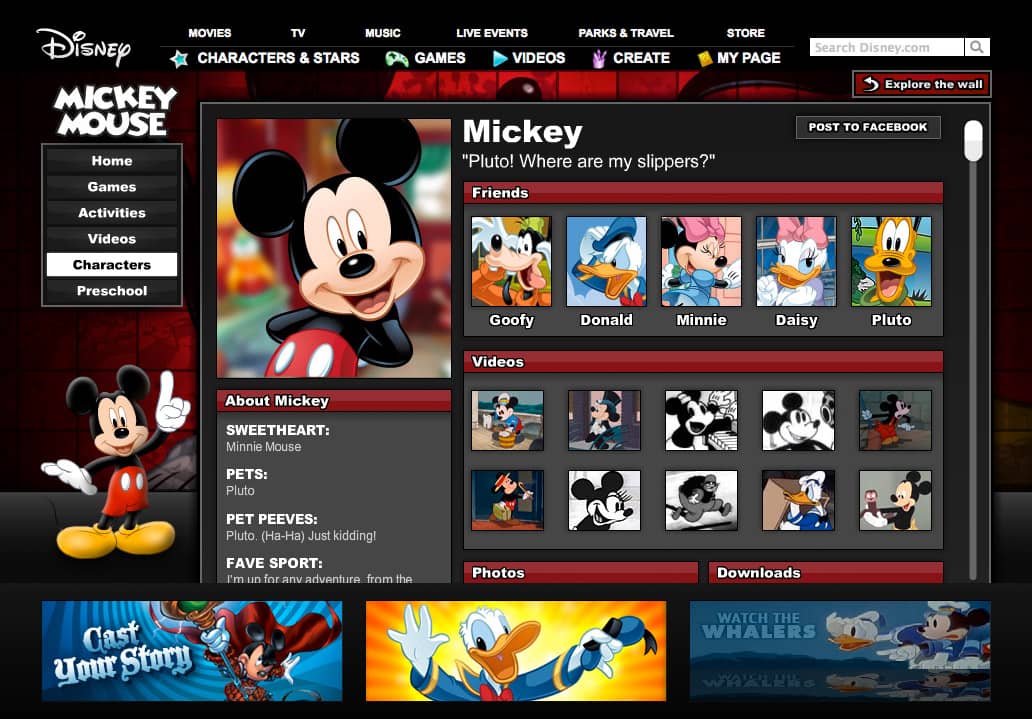 Disney
MOVIES TV MUSIC LIVE EVENTS PARKS & TRAVEL STORE
CHARACTERS & STARS GAMES VIDEOS CREATE MY PAGE
Search Disney.com
Explore the wall
MICKEY
MOUSE
Home
Games
Activities
Videos
Characters
Preschool
Mickey
POST TO FACEBOOK
"Pluto! Where are my slippers?"
Friends
Goofy Donald Minnie Daisy Pluto
Videos
About Mickey
SWEETHEART:
Minnie Mouse
PETS:
Pluto
PET PEEVES:
Pluto. (Ha-Ha) Just kidding!
FAVE SPORT:
I'm up for any adventure, from the
Photos Downloads
Cast
Your Story
WATCH THE
WHALERS